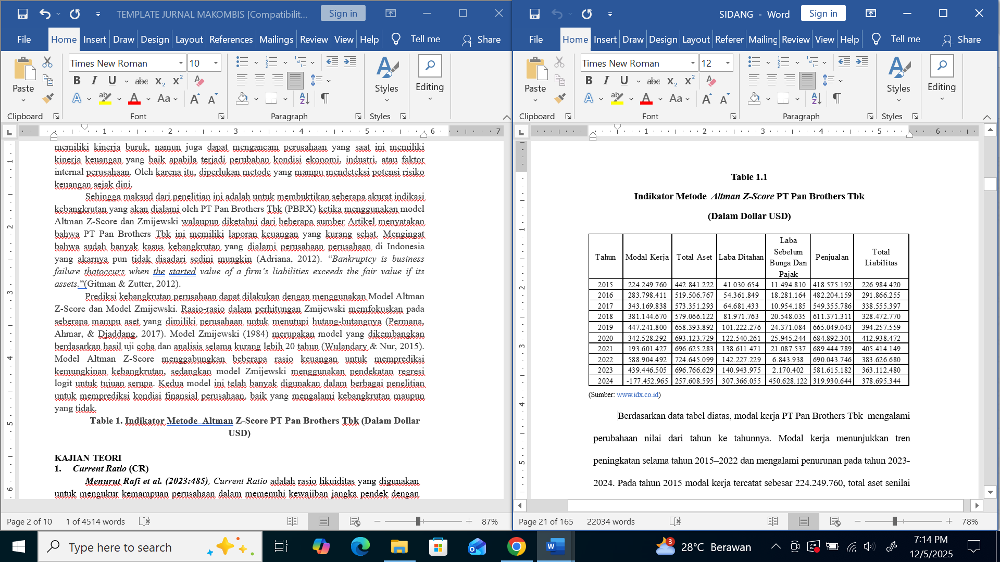 TEMPLATE JURNAL MAKOMBIS [Compatibilit...
Sign in
File
Home
Insert
Draw
Design
Layout
References
Mailings
Review
View
Help
Tell me
Share
Paste
Clipboard
Times New Roman
10
Font
Paragraph
Styles
Styles
Editing
1 2 3 4 5 6 7
memiliki kinerja buruk, namun juga dapat mengancam perusahaan yang saat ini memiliki
kinerja keuangan yang baik apabila terjadi perubahan kondisi ekonomi, industri, atau faktor
internal perusahaan. Oleh karena itu, diperlukan metode yang mampu mendeteksi potensi risiko
keuangan sejak dini.
Sehingga maksud dari penelitian ini adalah untuk membuktikan seberapa akurat indikasi
kebangkrutan yang akan dialami oleh PT Pan Brothers Tbk (PBRX) ketika menggunakan model
Altman Z-Score dan Zmijewski walaupun diketahui dari beberapa sumber Artikel menyatakan
bahwa PT Pan Brothers Tbk ini memiliki laporan keuangan yang kurang sehat. Mengingat
bahwa sudah banyak kasus kebangkrutan yang dialami perusahaan perusahaan di Indonesia
yang akarnya pun tidak disadari sedini mungkin (Adriana, 2012). “Bankruptcy is business
failure thatoccurs when the started value of a firm’s liabilities exceeds the fair value if its
assets.”(Gitman & Zutter, 2012).
Prediksi kebangkrutan perusahaan dapat dilakukan dengan menggunakan Model Altman
Z-Score dan Model Zmijewski. Rasio-rasio dalam perhitungan Zmijewski memfokuskan pada
seberapa mampu aset yang dimiliki perusahaan untuk menutupi hutang-hutangnya (Permana,
Ahmar, & Djaddang, 2017). Model Zmijewski (1984) merupakan model yang dikembangkan
berdasarkan hasil uji coba dan analisis selama kurang lebih 20 tahun (Wulandary & Nur, 2015).
Model Altman Z-Score menggabungkan beberapa rasio keuangan untuk memprediksi
kemungkinan kebangkrutan, sedangkan model Zmijewski menggunakan pendekatan regresi
logit untuk tujuan serupa. Kedua model ini telah banyak digunakan dalam berbagai penelitian
untuk memprediksi kondisi finansial perusahaan, baik yang mengalami kebangkrutan maupun
yang tidak.
Table 1. Indikator Metode Altman Z-Score PT Pan Brothers Tbk (Dalam Dollar
USD)
KAJIAN TEORI
1. Current Ratio (CR)
Menurut Rafi et al. (2023:485), Current Ratio adalah rasio likuiditas yang digunakan
untuk mengukur kemampuan perusahaan dalam memenuhi kewajiban jangka pendek dengan
Page 2 of 10
1 of 4514 words
87%
SIDANG - Word
Sign in
File
Home
Insert
Draw
Design
Layout
Referer
Mailing
Review
View
Help
Tell me
Share
Paste
Clipboard
Times New Roman
12
Font
Paragraph
Styles
Styles
Editing
1 2 3 4 5 6
Table 1.1
Indikator Metode Altman Z-Score PT Pan Brothers Tbk
(Dalam Dollar USD)
Tahun Modal Kerja Total Aset Laba Ditahan Laba Sebelum Bunga Dan Pajak Penjualan Total Liabilitas
2015 224.249.760 442.841.222 41.030.654 11.494.810 418.575.192 226.984.420
2016 283.798.411 519.506.767 54.361.849 18.281.164 482.204.159 291.866.255
2017 343.169.838 573.351.293 64.681.433 10.954.185 549.355.786 338.555.397
2018 381.144.670 579.066.122 81.971.763 20.548.035 611.371.311 328.472.770
2019 447.241.800 658.393.892 101.222.276 24.371.084 665.049.043 394.257.559
2020 342.528.292 693.123.729 122.540.261 25.945.244 684.892.301 412.938.472
2021 193.601.427 696.625.283 138.611.471 21.087.537 689.444.789 405.414.149
2022 588.904.492 724.645.099 142.227.229 6.843.938 690.043.746 383.626.680
2023 439.446.505 696.766.629 140.943.975 2.170.402 581.615.182 363.112.480
2024 -177.452.965 257.608.595 307.366.055 450.628.122 319.930.644 378.695.344
(Sumber: www.idx.co.id)
Berdasarkan data tabel diatas, modal kerja PT Pan Brothers Tbk mengalami
perubahaan nilai dari tahun ke tahunnya. Modal kerja menunjukkan tren
peningkatan selama tahun 2015–2022 dan mengalami penurunan pada tahun 2023-
2024. Pada tahun 2015 modal kerja tercatat sebesar 224.249.760, total aset senilai
Page 21 of 165
22034 words
78%
Type here to search
3
28°C Berawan
7:14 PM
12/5/2025